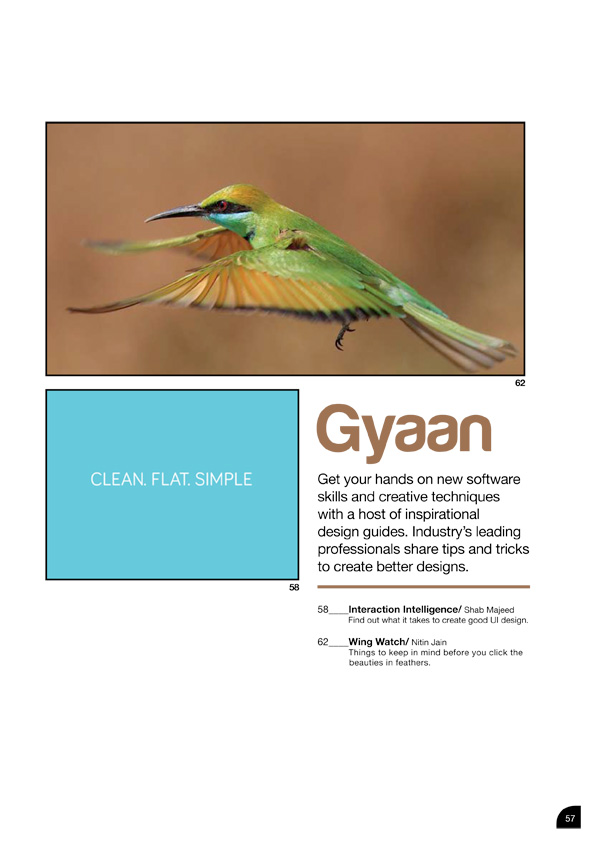 62
CLEAN. FLAT. SIMPLE
58
Gyaan
Get your hands on new software
skills and creative techniques
with a host of inspirational
design guides. Industry's leading
professionals share tips and tricks
to create better designs.
58____Interaction Intelligence/ Shab Majeed
Find out what it takes to create good UI design.
62____Wing Watch/ Nitin Jain
Things to keep in mind before you click the
beauties in feathers.
57